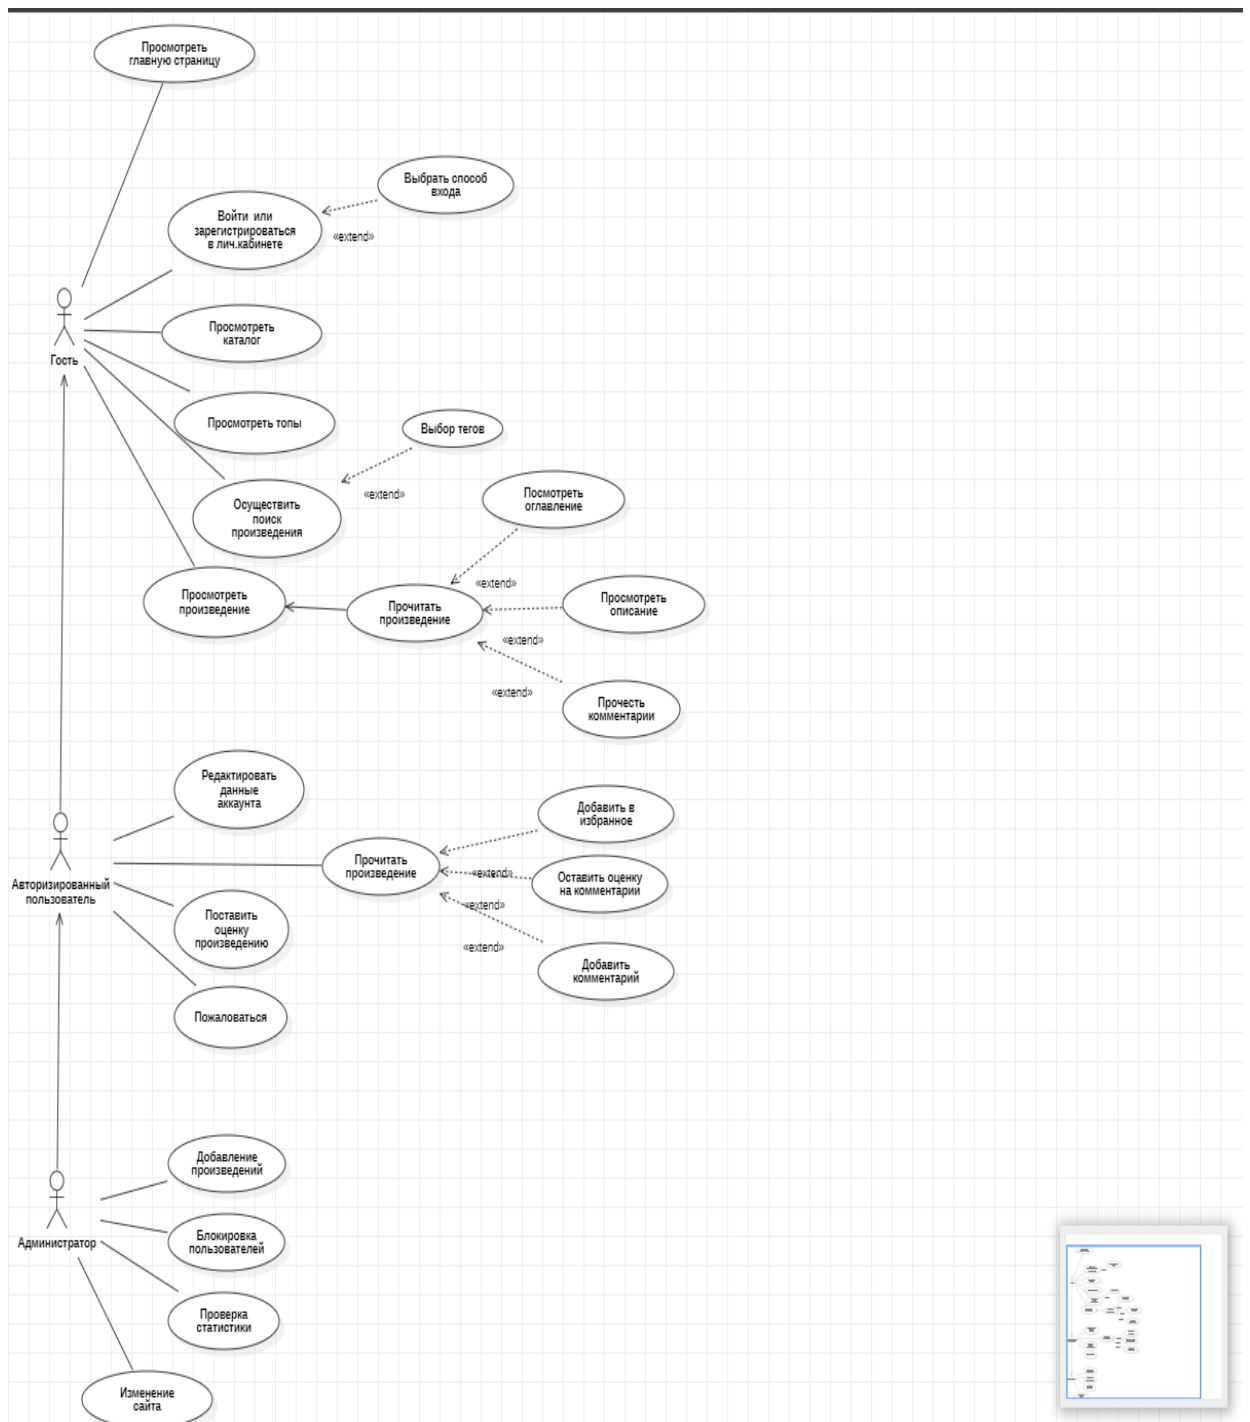 Просмотреть
главную страницу
Выбрать способ
входа
Войти или
зарегистрироваться
в лич.кабинете
«extend»
Просмотреть
каталог
Гость
Просмотреть топы
Выбор тегов
«extend»
Посмотреть
оглавление
Осуществить
поиск
произведения
«extend»
Просмотреть
произведение
Прочитать
произведение
Просмотреть
описание
«extend»
«extend»
Прочесть
комментарии
Редактировать
данные
аккаунта
Добавить в
избранное
Прочитать
произведение
«extend»
Оставить оценку
на комментарии
Авторизированный
пользователь
«extend»
Поставить
оценку
произведению
«extend»
Добавить
комментарий
Пожаловаться
Добавление
произведений
Администратор
Блокировка
пользователей
Проверка
статистики
Изменение
сайта